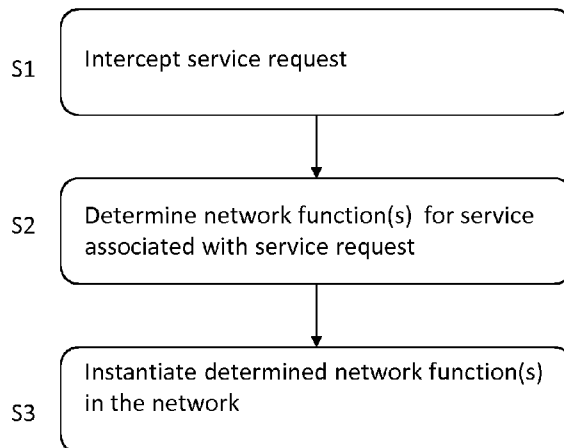 S1
Intercept service request
S2
Determine network function(s) for service
associated with service request
S3
Instantiate determined network function(s)
in the network